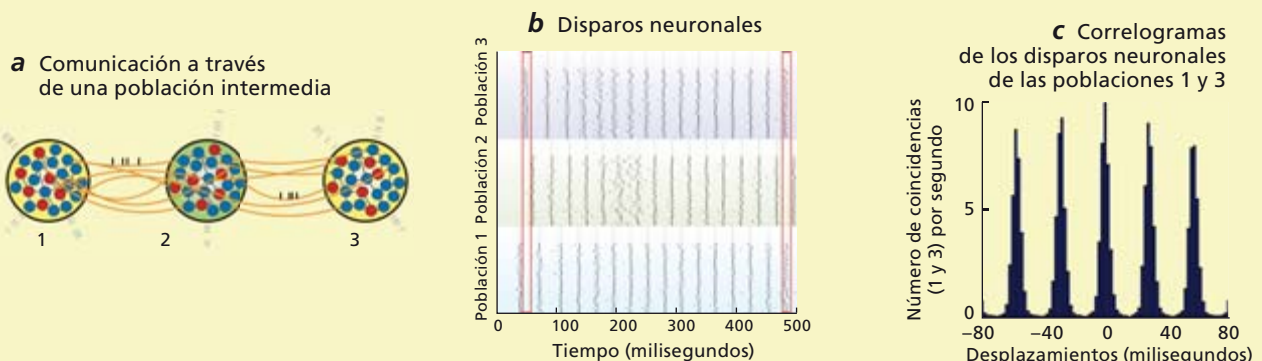 a Comunicación a través
de una población intermedia
1
2
3
b Disparos neuronales
Población 3
Población 2
Población 1
0 100 200 300 400 500
Tiempo (milisegundos)
c Correlogramas
de los disparos neuronales
de las poblaciones 1 y 3
Número de coincidencias
(1 y 3) por segundo
10
5
0
−80 −40 0 40 80
Desplazamientos (milisegundos)